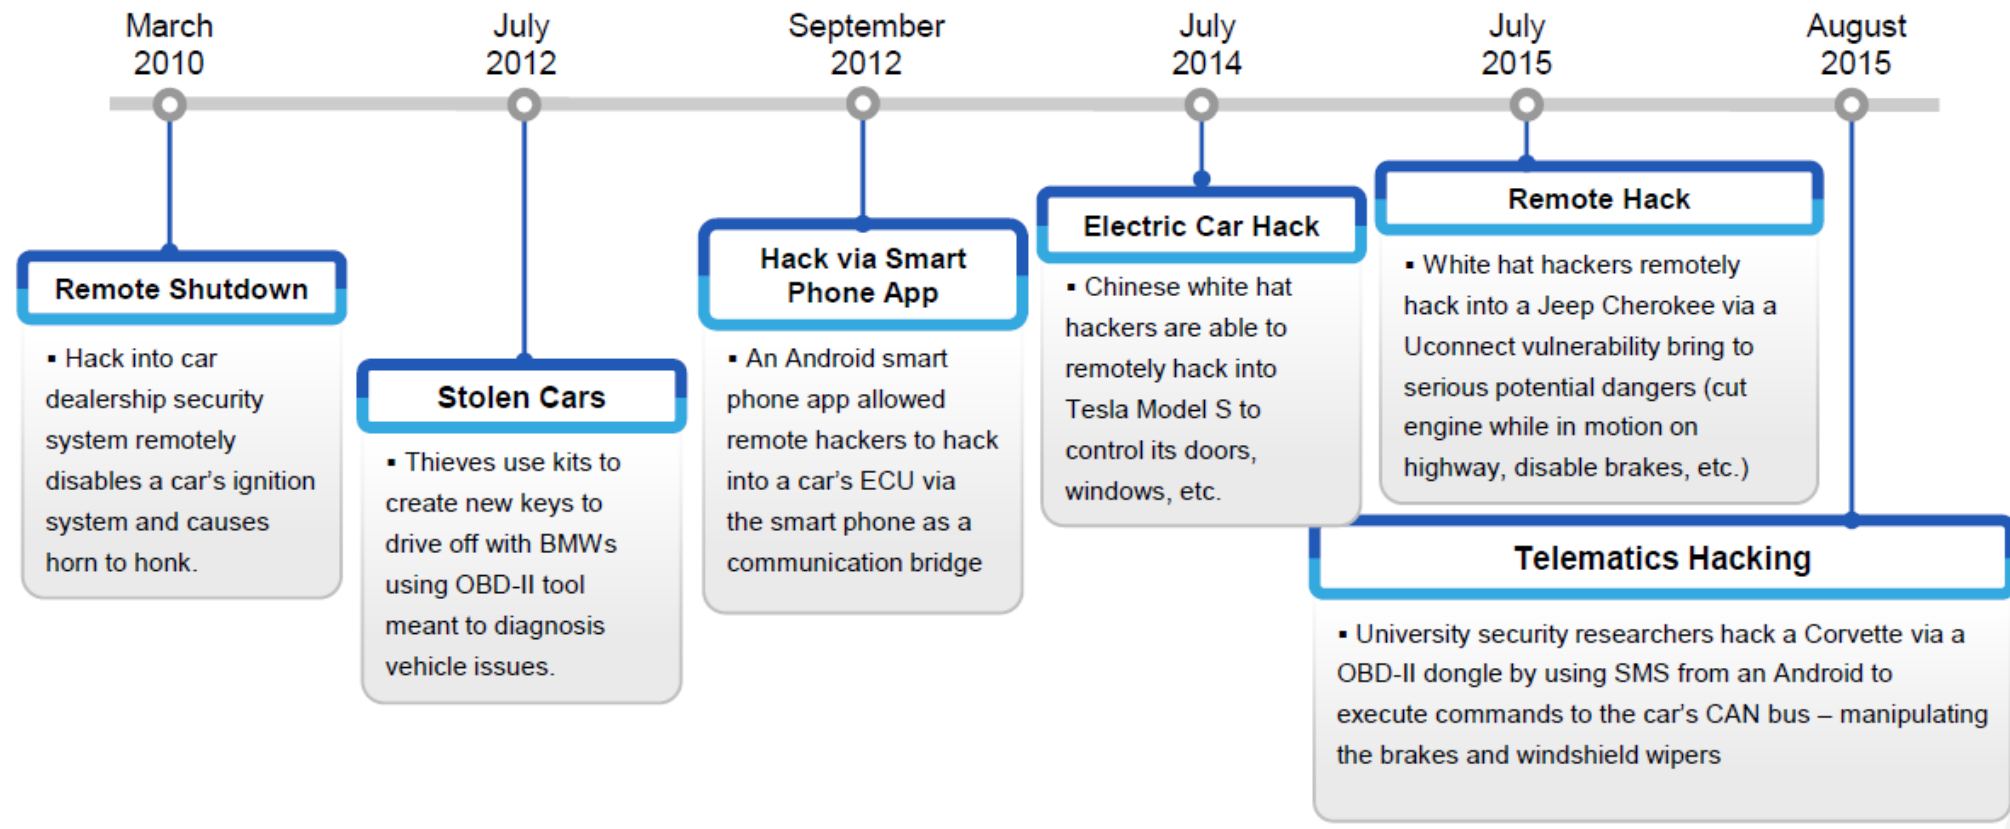 March
2010
July
2012
September
2012
July
2014
July
2015
August
2015
Remote Shutdown
▪ Hack into car
dealership security
system remotely
disables a car's ignition
system and causes
horn to honk.
Stolen Cars
▪ Thieves use kits to
create new keys to
drive off with BMWs
using OBD-II tool
meant to diagnosis
vehicle issues.
Hack via Smart
Phone App
▪ An Android smart
phone app allowed
remote hackers to hack
into a car's ECU via
the smart phone as a
communication bridge
Electric Car Hack
▪ Chinese white hat
hackers are able to
remotely hack into
Tesla Model S to
control its doors,
windows, etc.
Remote Hack
▪ White hat hackers remotely
hack into a Jeep Cherokee via a
Uconnect vulnerability bring to
serious potential dangers (cut
engine while in motion on
highway, disable brakes, etc.)
Telematics Hacking
▪ University security researchers hack a Corvette via a
OBD-II dongle by using SMS from an Android to
execute commands to the car's CAN bus – manipulating
the brakes and windshield wipers